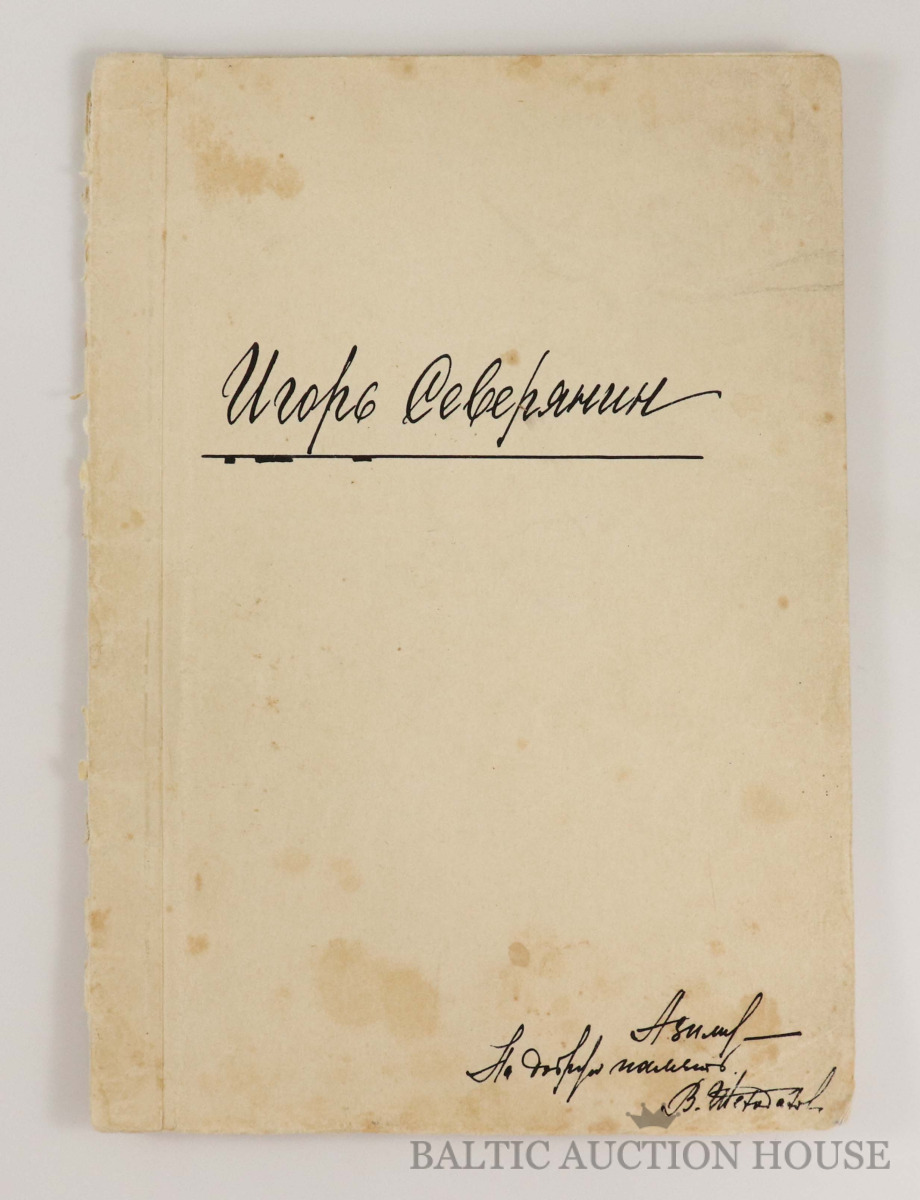 Игорь Северянин
На добрую память.
В.
BALTIC AUCTION HOUSE